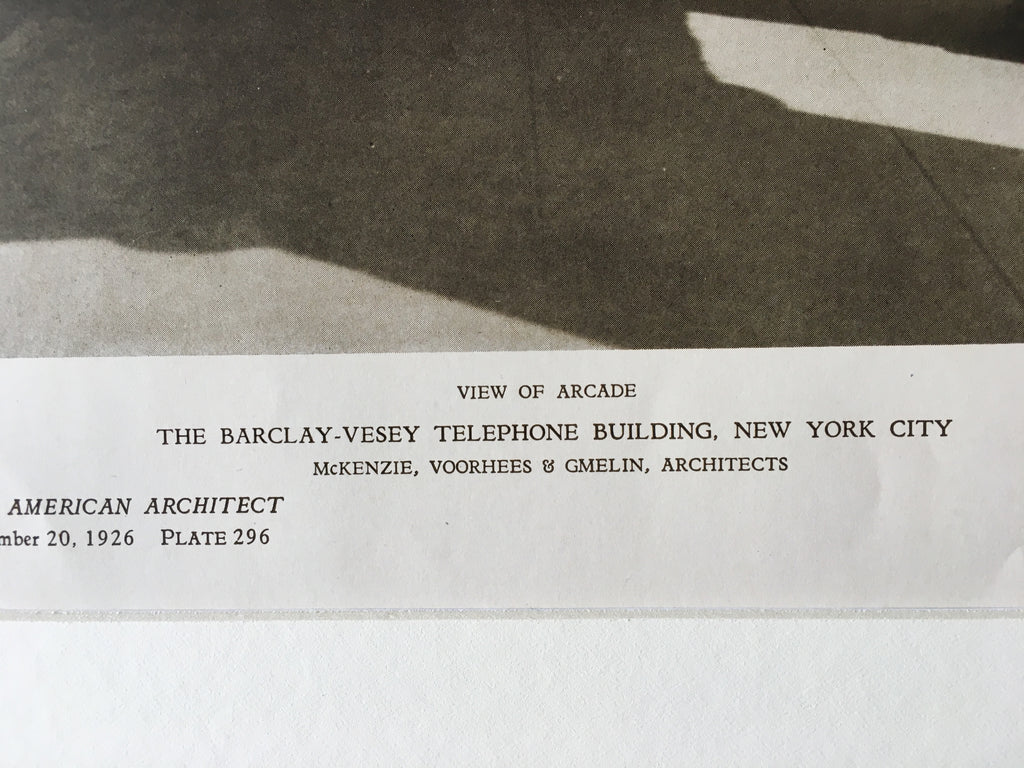 VIEW OF ARCADE
THE BARCLAY-VESEY TELEPHONE BUILDING, NEW YORK CITY
McKENZIE, VOORHEES & GMELIN, ARCHITECTS
AMERICAN ARCHITECT
mber 20, 1926 PLATE 296